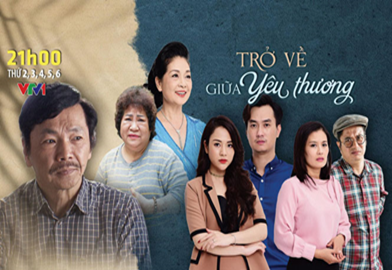 21h00
THỨ 2, 3, 4, 5, 6
VTV1
TRỞ VỀ
GIỮA Yêu thương